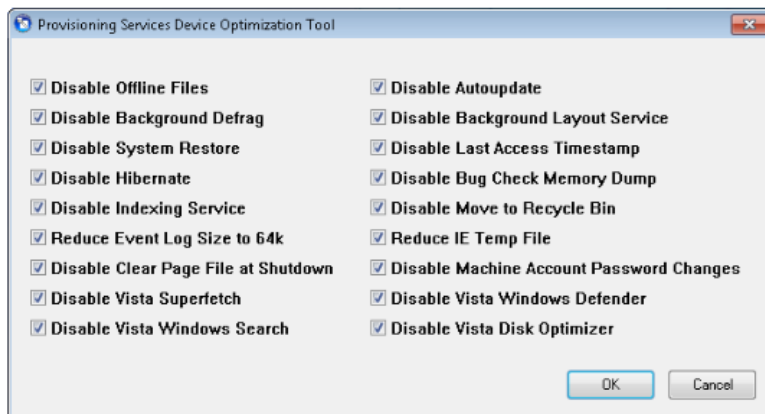 Provisioning Services Device Optimization Tool
Disable Offline Files
Disable Background Defrag
Disable System Restore
Disable Hibernate
Disable Indexing Service
Reduce Event Log Size to 64k
Disable Clear Page File at Shutdown
Disable Vista Superfetch
Disable Vista Windows Search
Disable Autoupdate
Disable Background Layout Service
Disable Last Access Timestamp
Disable Bug Check Memory Dump
Disable Move to Recycle Bin
Reduce IE Temp File
Disable Machine Account Password Changes
Disable Vista Windows Defender
Disable Vista Disk Optimizer
OK
Cancel